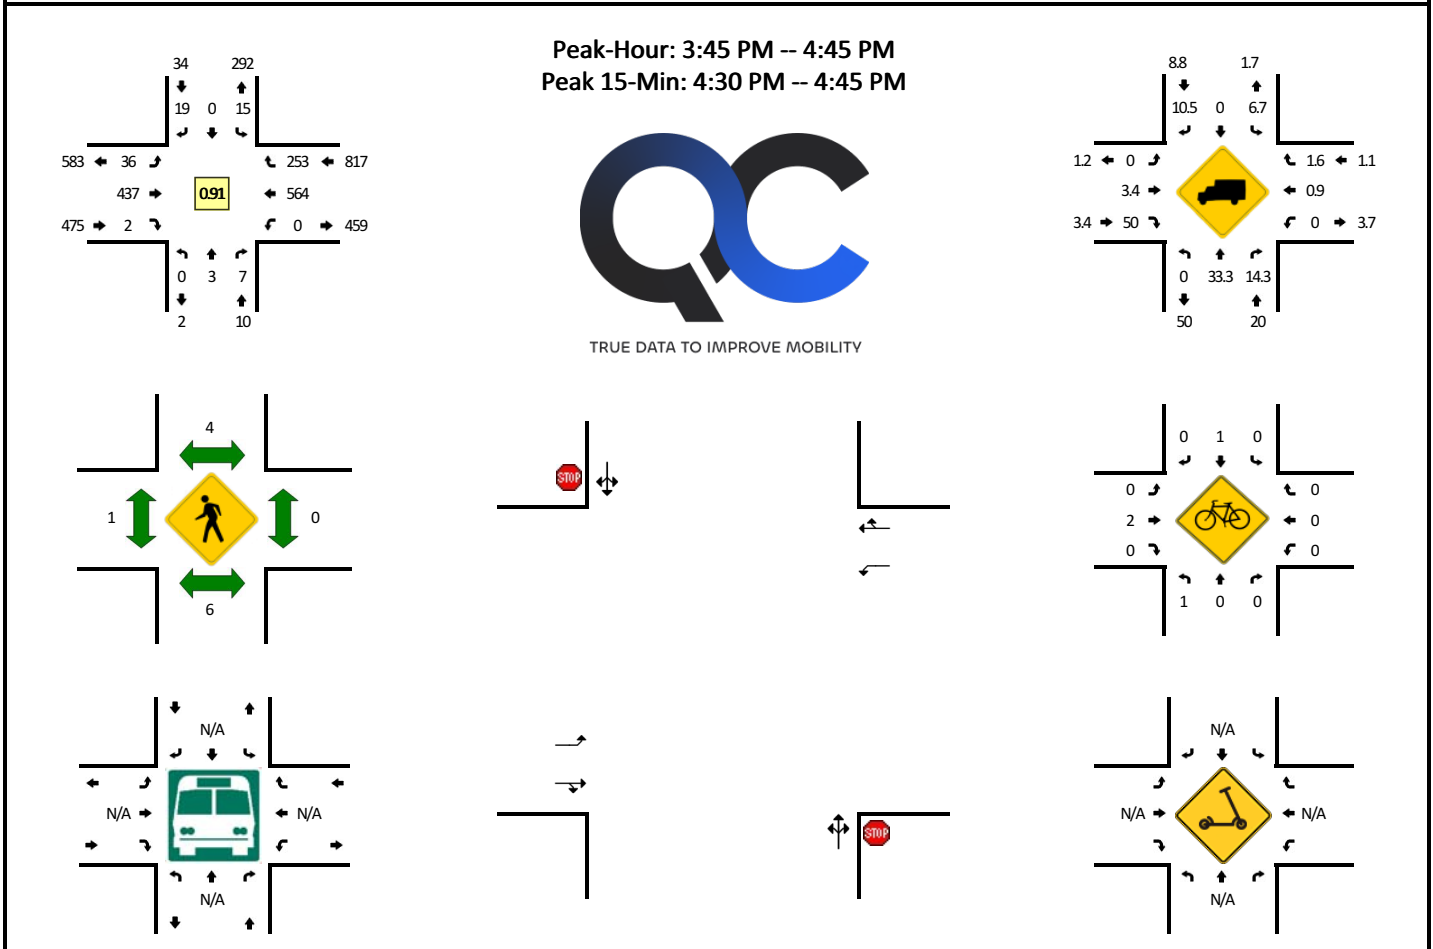 Peak-Hour: 3:45 PM -- 4:45 PM
Peak 15-Min: 4:30 PM -- 4:45 PM
34 292
19 0 15
583 36 253 817
437 0.91 564
475 2 0 459
0 3 7
2 10
TRUE DATA TO IMPROVE MOBILITY
8.8 1.7
10.5 0 6.7
1.2 0 1.6 1.1
3.4 0.9
3.4 50 0 3.7
0 33.3 14.3
50 20
4
1 0
6
STOP
STOP
0 1 0
0 0
2 0
0 0
1 0 0
N/A
N/A N/A
N/A
N/A
N/A N/A
N/A